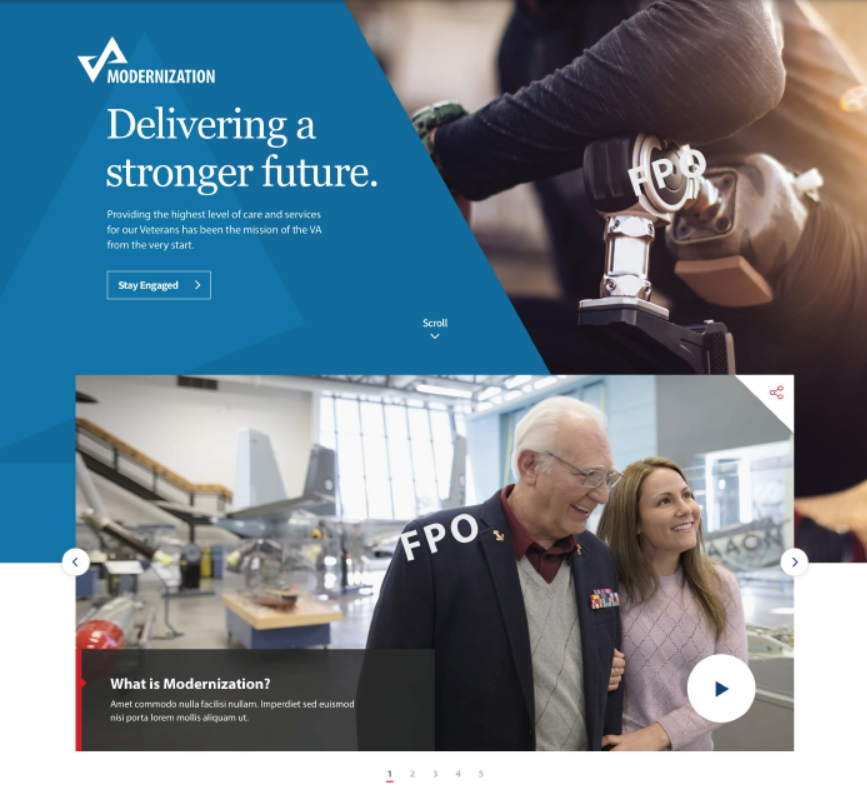 VA
MODERNIZATION
Delivering a
stronger future.
Providing the highest level of care and services
for our Veterans has been the mission of the VA
from the very start.
Stay Engaged
Scroll
FPO
FPO
What is Modernization?
Amet commodo nulla facilisi nullam. Imperdiet sed euismod
nisi porta lorem mollis aliquam ut.
1 2 3 4 5